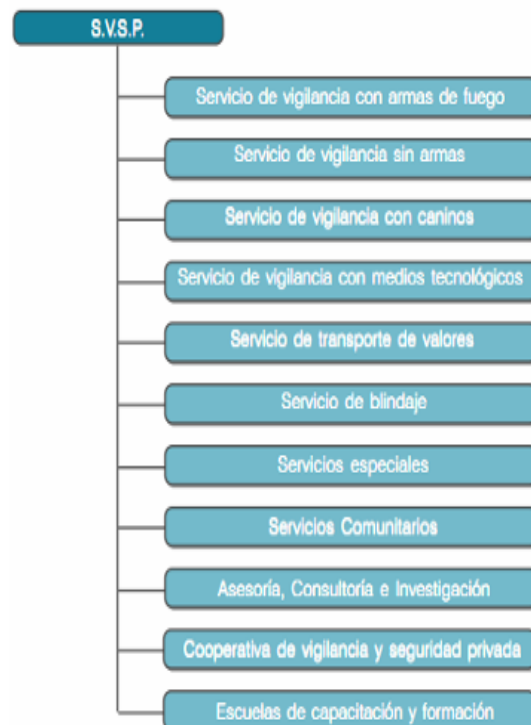 S.V.S.P.
Servicio de vigilancia con armas de fuego
Servicio de vigilancia sin armas
Servicio de vigilancia con caninos
Servicio de vigilancia con medios tecnológicos
Servicio de transporte de valores
Servicio de blindaje
Servicios especiales
Servicios Comunitarios
Asesoría, Consultoría e Investigación
Cooperativa de vigilancia y seguridad privada
Escuelas de capacitación y formación